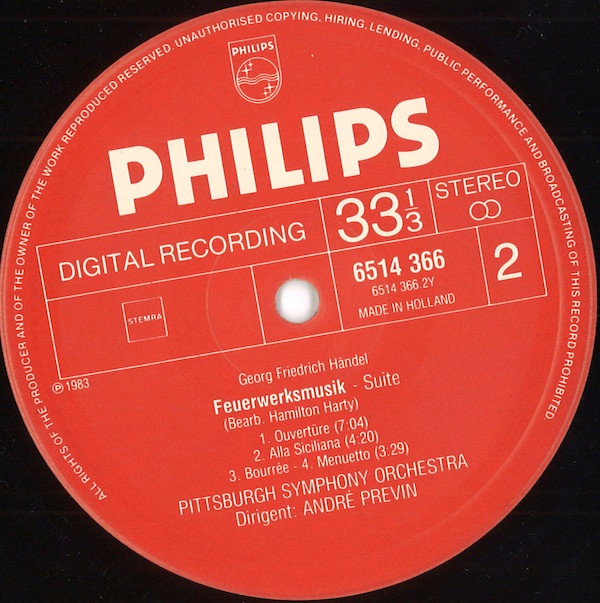 ALL RIGHTS OF THE PRODUCER AND OF THE OWNER OF THE WORK REPRODUCED RESERVED. UNAUTHORISED COPYING, HIRING, LENDING, PUBLIC PERFORMANCE AND BROADCASTING OF THIS RECORD PROHIBITED
PHILIPS
PHILIPS
DIGITAL RECORDING
33 1/3
STEREO
STEMRA
6514 366
6514 366.2Y
MADE IN HOLLAND
2
℗ 1983
Georg Friedrich Händel
Feuerwerksmusik - Suite
(Bearb. Hamilton Harty)
1. Ouvertüre (7:04)
2. Alla Siciliana (4:20)
3. Bourrée - 4. Menuetto (3:29)
PITTSBURGH SYMPHONY ORCHESTRA
Dirigent: ANDRÉ PREVIN